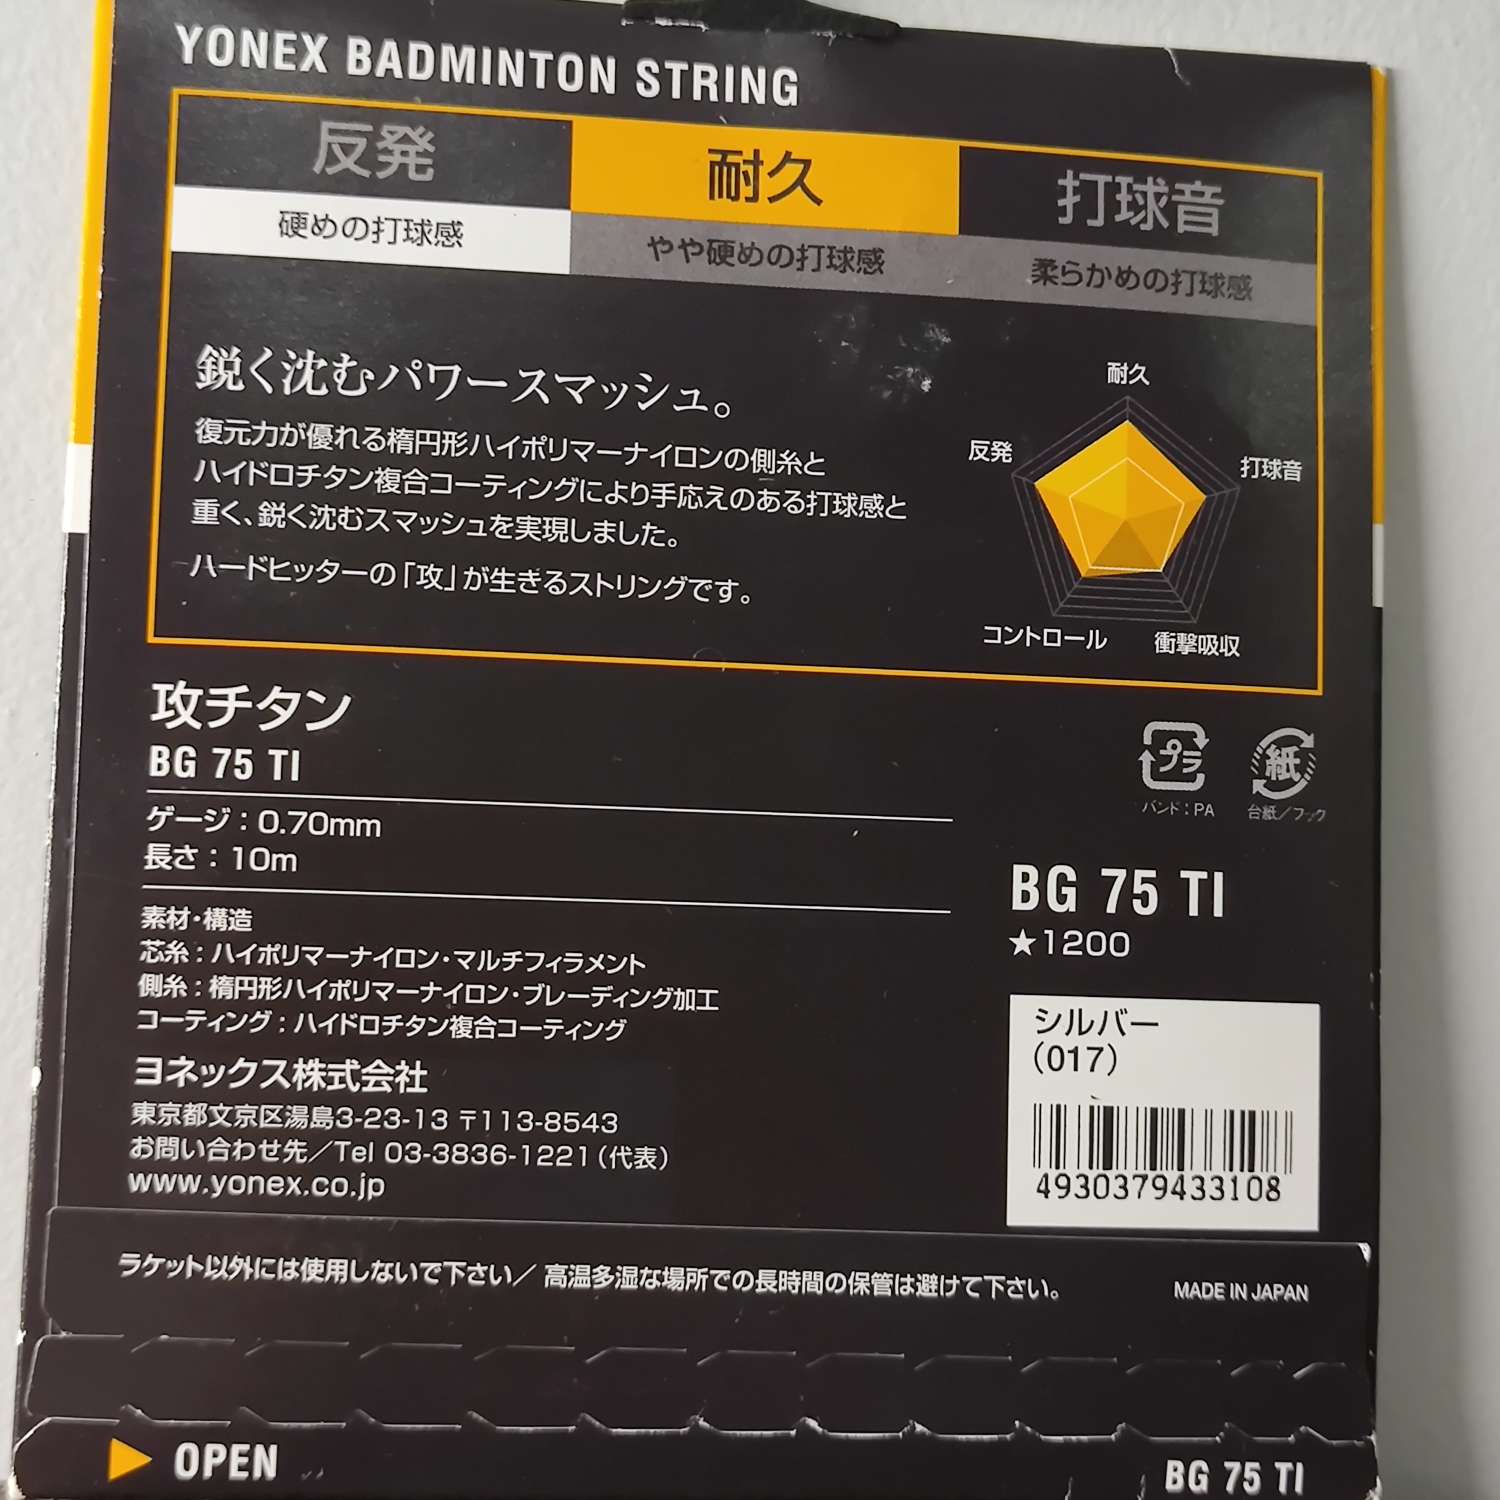 YONEX BADMINTON STRING
反発
耐久
打球音
硬めの打球感
やや硬めの打球感
柔らかめの打球感
鋭く沈むパワースマッシュ。
復元力が優れる楕円形ハイポリマーナイロンの側糸と
ハイドロチタン複合コーティングにより手応えのある打球感と
重く、鋭く沈むスマッシュを実現しました。
ハードヒッターの「攻」が生きるストリングです。
耐久
反発
打球音
コントロール
衝撃吸収
攻チタン
BG 75 TI
ゲージ：0.70mm
長さ：10m
素材・構造
芯糸：ハイポリマーナイロン・マルチフィラメント
側糸：楕円形ハイポリマーナイロン・ブレーディング加工
コーティング：ハイドロチタン複合コーティング
ヨネックス株式会社
東京都文京区湯島3-23-13 〒113-8543
お問い合わせ先／Tel 03-3836-1221（代表）
www.yonex.co.jp
プラ
バンド：PA
紙
台紙／フック
BG 75 TI
★1200
シルバー
(017)
4930379433108
ラケット以外には使用しないで下さい／ 高温多湿な場所での長時間の保管は避けて下さい。
MADE IN JAPAN
OPEN
BG 75 TI